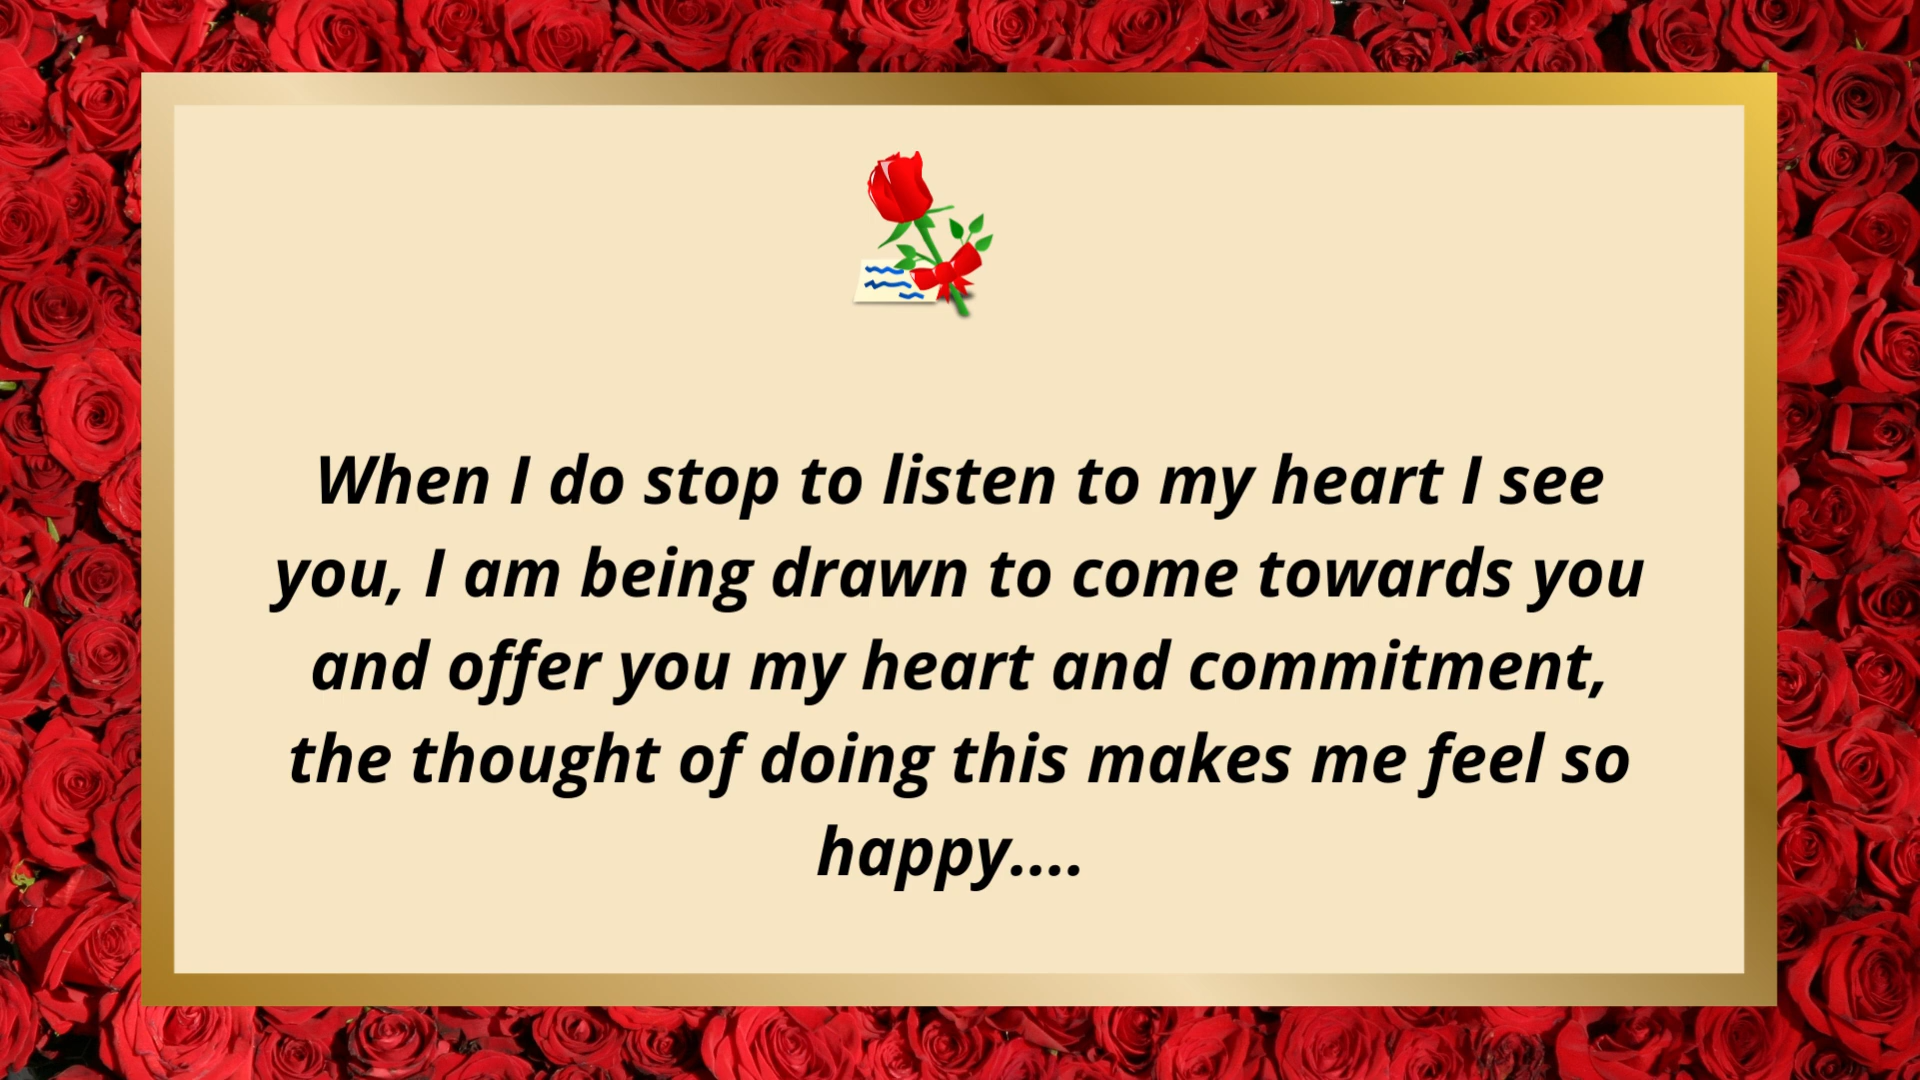 When I do stop to listen to my heart I see
you, I am being drawn to come towards you
and offer you my heart and commitment,
the thought of doing this makes me feel so
happy....